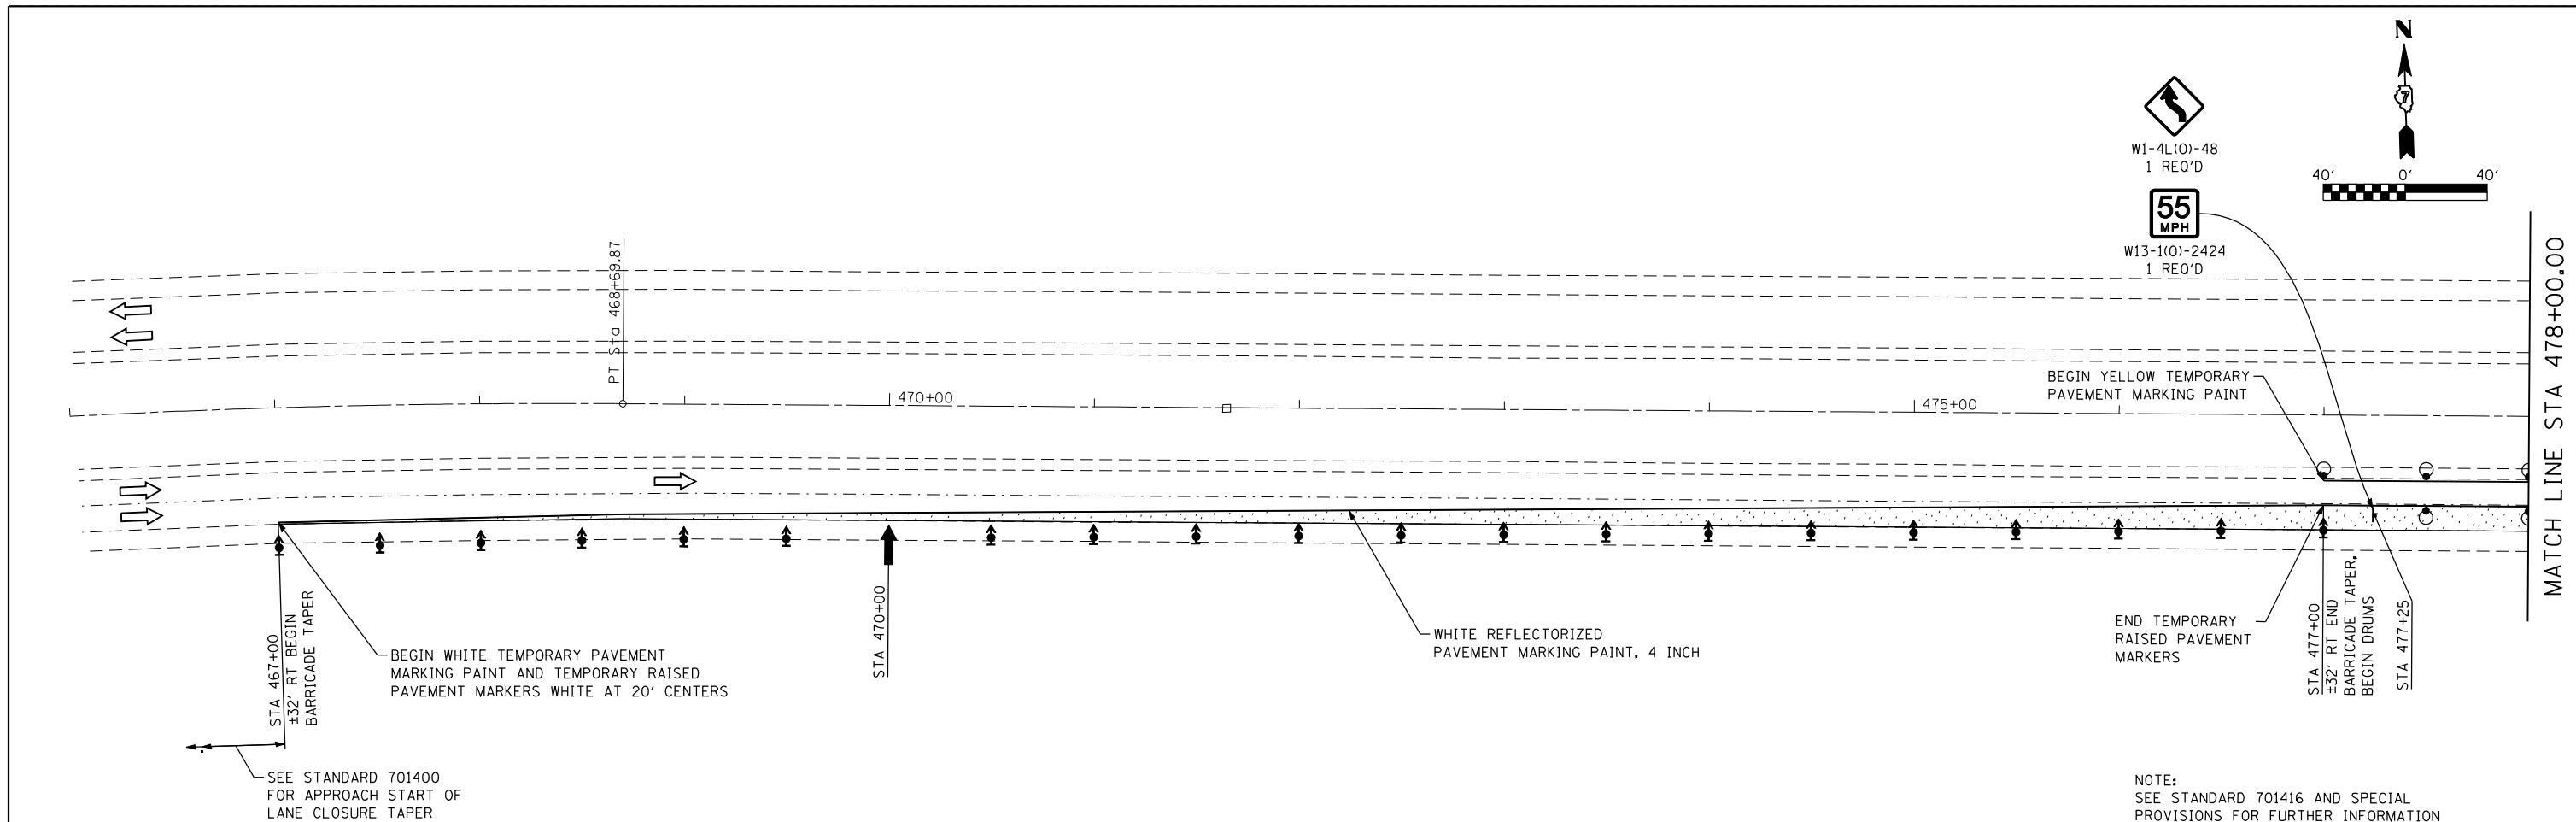 N
7
W1-4L(O)-48
1 REQ'D
40' 0' 40'
55
MPH
W13-1(O)-2424
1 REQ'D
MATCH LINE STA 478+00.00
PT Sta 468+69.87
BEGIN YELLOW TEMPORARY
PAVEMENT MARKING PAINT
470+00
475+00
STA 467+00
±32' RT BEGIN
BARRICADE TAPER
BEGIN WHITE TEMPORARY PAVEMENT
MARKING PAINT AND TEMPORARY RAISED
PAVEMENT MARKERS WHITE AT 20' CENTERS
STA 470+00
WHITE REFLECTORIZED
PAVEMENT MARKING PAINT, 4 INCH
END TEMPORARY
RAISED PAVEMENT
MARKERS
STA 477+00
±32' RT END
BARRICADE TAPER,
BEGIN DRUMS
STA 477+25
SEE STANDARD 701400
FOR APPROACH START OF
LANE CLOSURE TAPER
NOTE:
SEE STANDARD 701416 AND SPECIAL
PROVISIONS FOR FURTHER INFORMATION